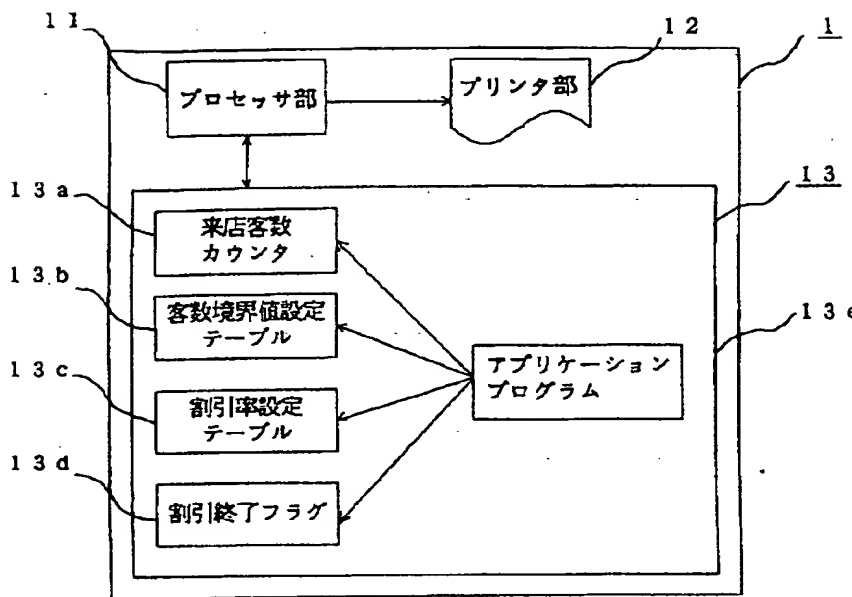 １１
１２
１
プロセッサ部
プリンタ部
１３
１３ａ
来店客数
カウンタ
１３ｂ
客数境界値設定
テーブル
１３ｅ
アプリケーション
プログラム
１３ｃ
割引率設定
テーブル
１３ｄ
割引終了フラグ